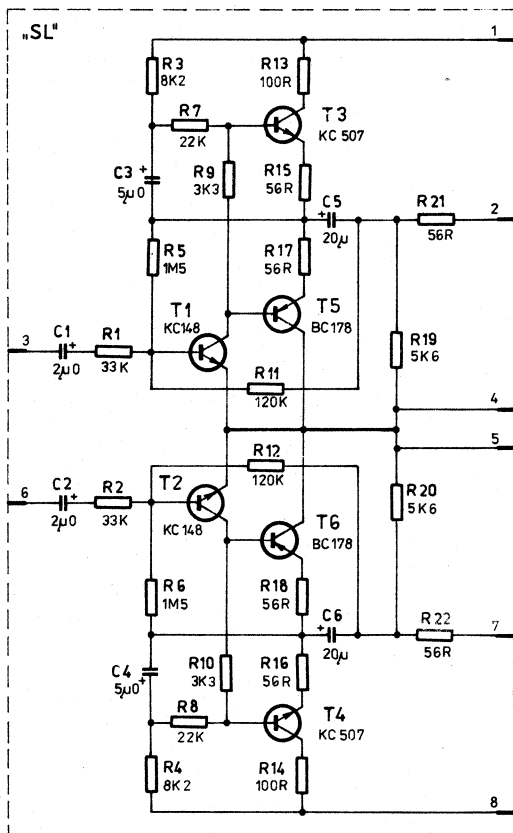 „SL"
1
R3
8K2
R13
100R
R7
22K
T3
KC 507
C3 +
5µ0
R9
3K3
R15
56R
C5
+
20µ
R21
56R
2
R5
1M5
R17
56R
T1
KC148
T5
BC178
3
C1
+
2µ0
R1
33K
R19
5K6
R11
120K
4
5
R12
120K
6
C2
+
2µ0
R2
33K
T2
KC148
R20
5K6
T6
BC178
R6
1M5
R18
56R
C6
+
20µ
R22
56R
7
C4
5µ0 +
R10
3K3
R16
56R
R8
22K
T4
KC 507
R4
8K2
R14
100R
8